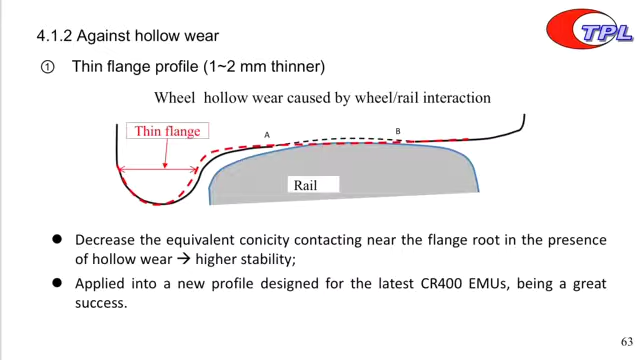 4.1.2 Against hollow wear
TPL
① Thin flange profile (1~2 mm thinner)
Wheel hollow wear caused by wheel/rail interaction
Thin flange
A
B
Rail
● Decrease the equivalent conicity contacting near the flange root in the presence
of hollow wear → higher stability;
● Applied into a new profile designed for the latest CR400 EMUs, being a great
success.
63